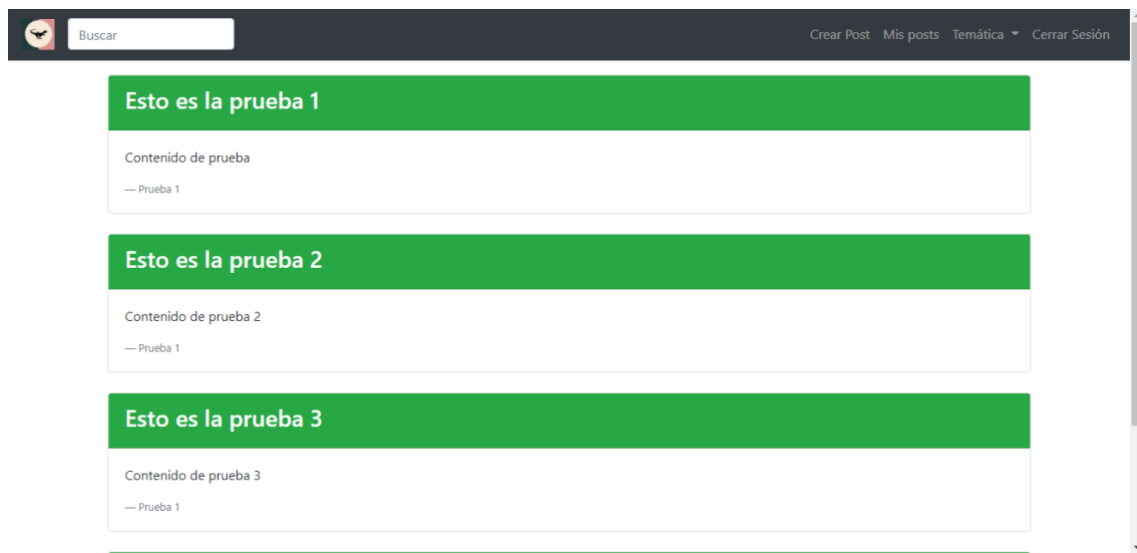 Buscar
Crear Post Mis posts Temática Cerrar Sesión
Esto es la prueba 1
Contenido de prueba
— Prueba 1
Esto es la prueba 2
Contenido de prueba 2
— Prueba 1
Esto es la prueba 3
Contenido de prueba 3
— Prueba 1